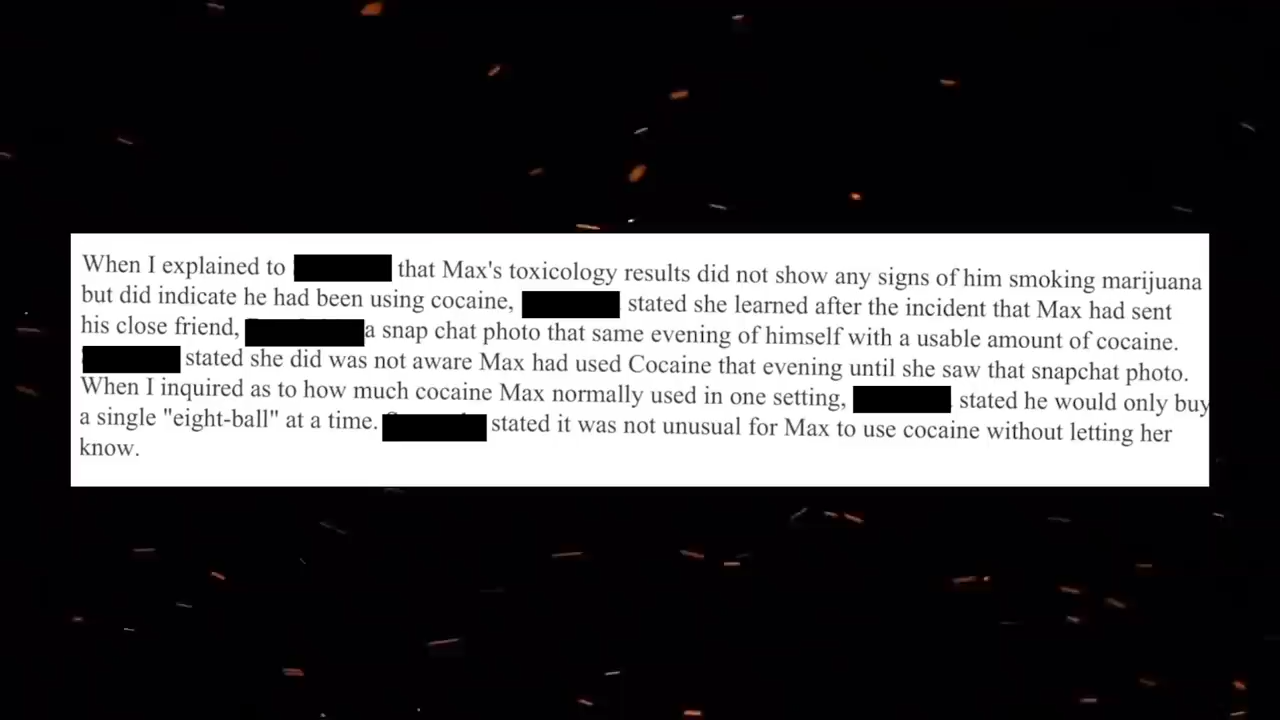 When I explained to that Max's toxicology results did not show any signs of him smoking marijuana
but did indicate he had been using cocaine, stated she learned after the incident that Max had sent
his close friend, a snap chat photo that same evening of himself with a usable amount of cocaine.
stated she did was not aware Max had used Cocaine that evening until she saw that snapchat photo.
When I inquired as to how much cocaine Max normally used in one setting, stated he would only buy
a single "eight-ball" at a time. stated it was not unusual for Max to use cocaine without letting her
know.